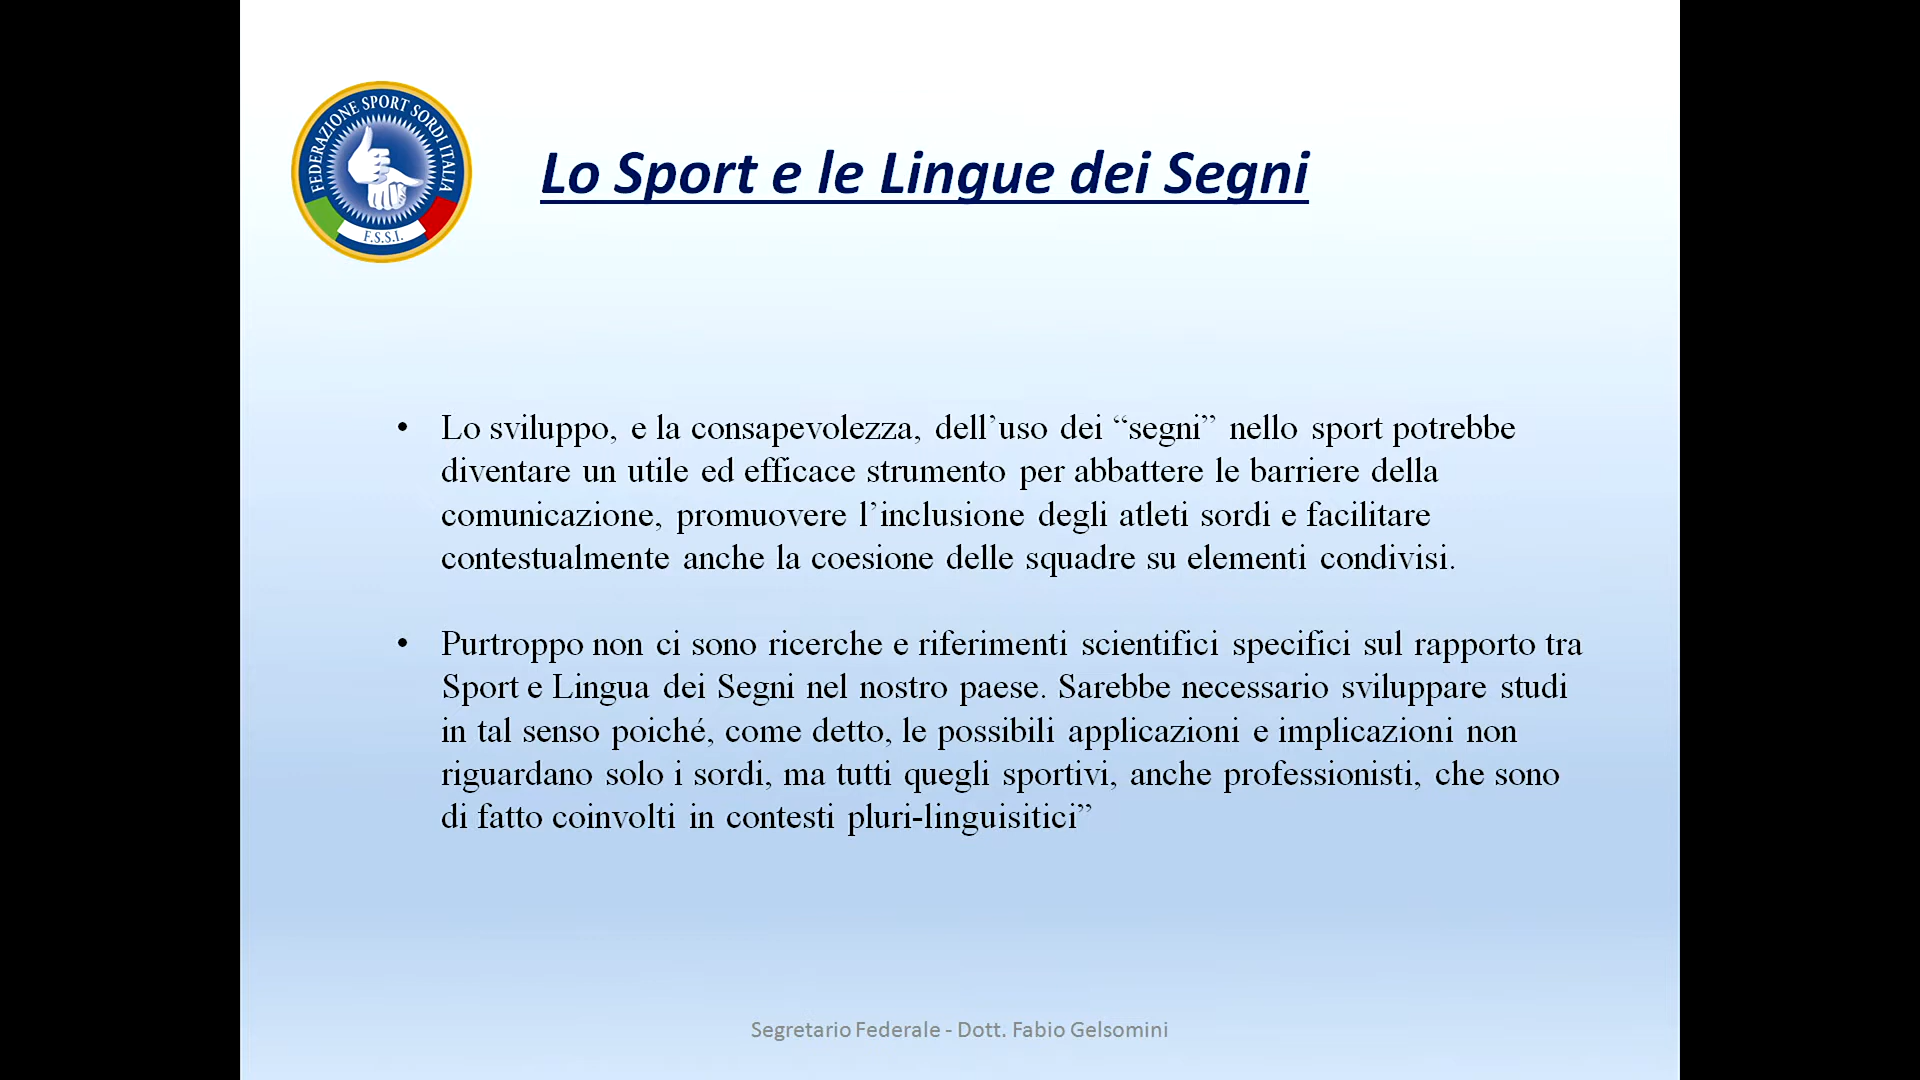 FEDERAZIONE SPORT SORDI ITALIA
F.S.S.I.
Lo Sport e le Lingue dei Segni
• Lo sviluppo, e la consapevolezza, dell’uso dei “segni” nello sport potrebbe
diventare un utile ed efficace strumento per abbattere le barriere della
comunicazione, promuovere l’inclusione degli atleti sordi e facilitare
contestualmente anche la coesione delle squadre su elementi condivisi.
• Purtroppo non ci sono ricerche e riferimenti scientifici specifici sul rapporto tra
Sport e Lingua dei Segni nel nostro paese. Sarebbe necessario sviluppare studi
in tal senso poiché, come detto, le possibili applicazioni e implicazioni non
riguardano solo i sordi, ma tutti quegli sportivi, anche professionisti, che sono
di fatto coinvolti in contesti pluri-linguisitici”
Segretario Federale - Dott. Fabio Gelsomini